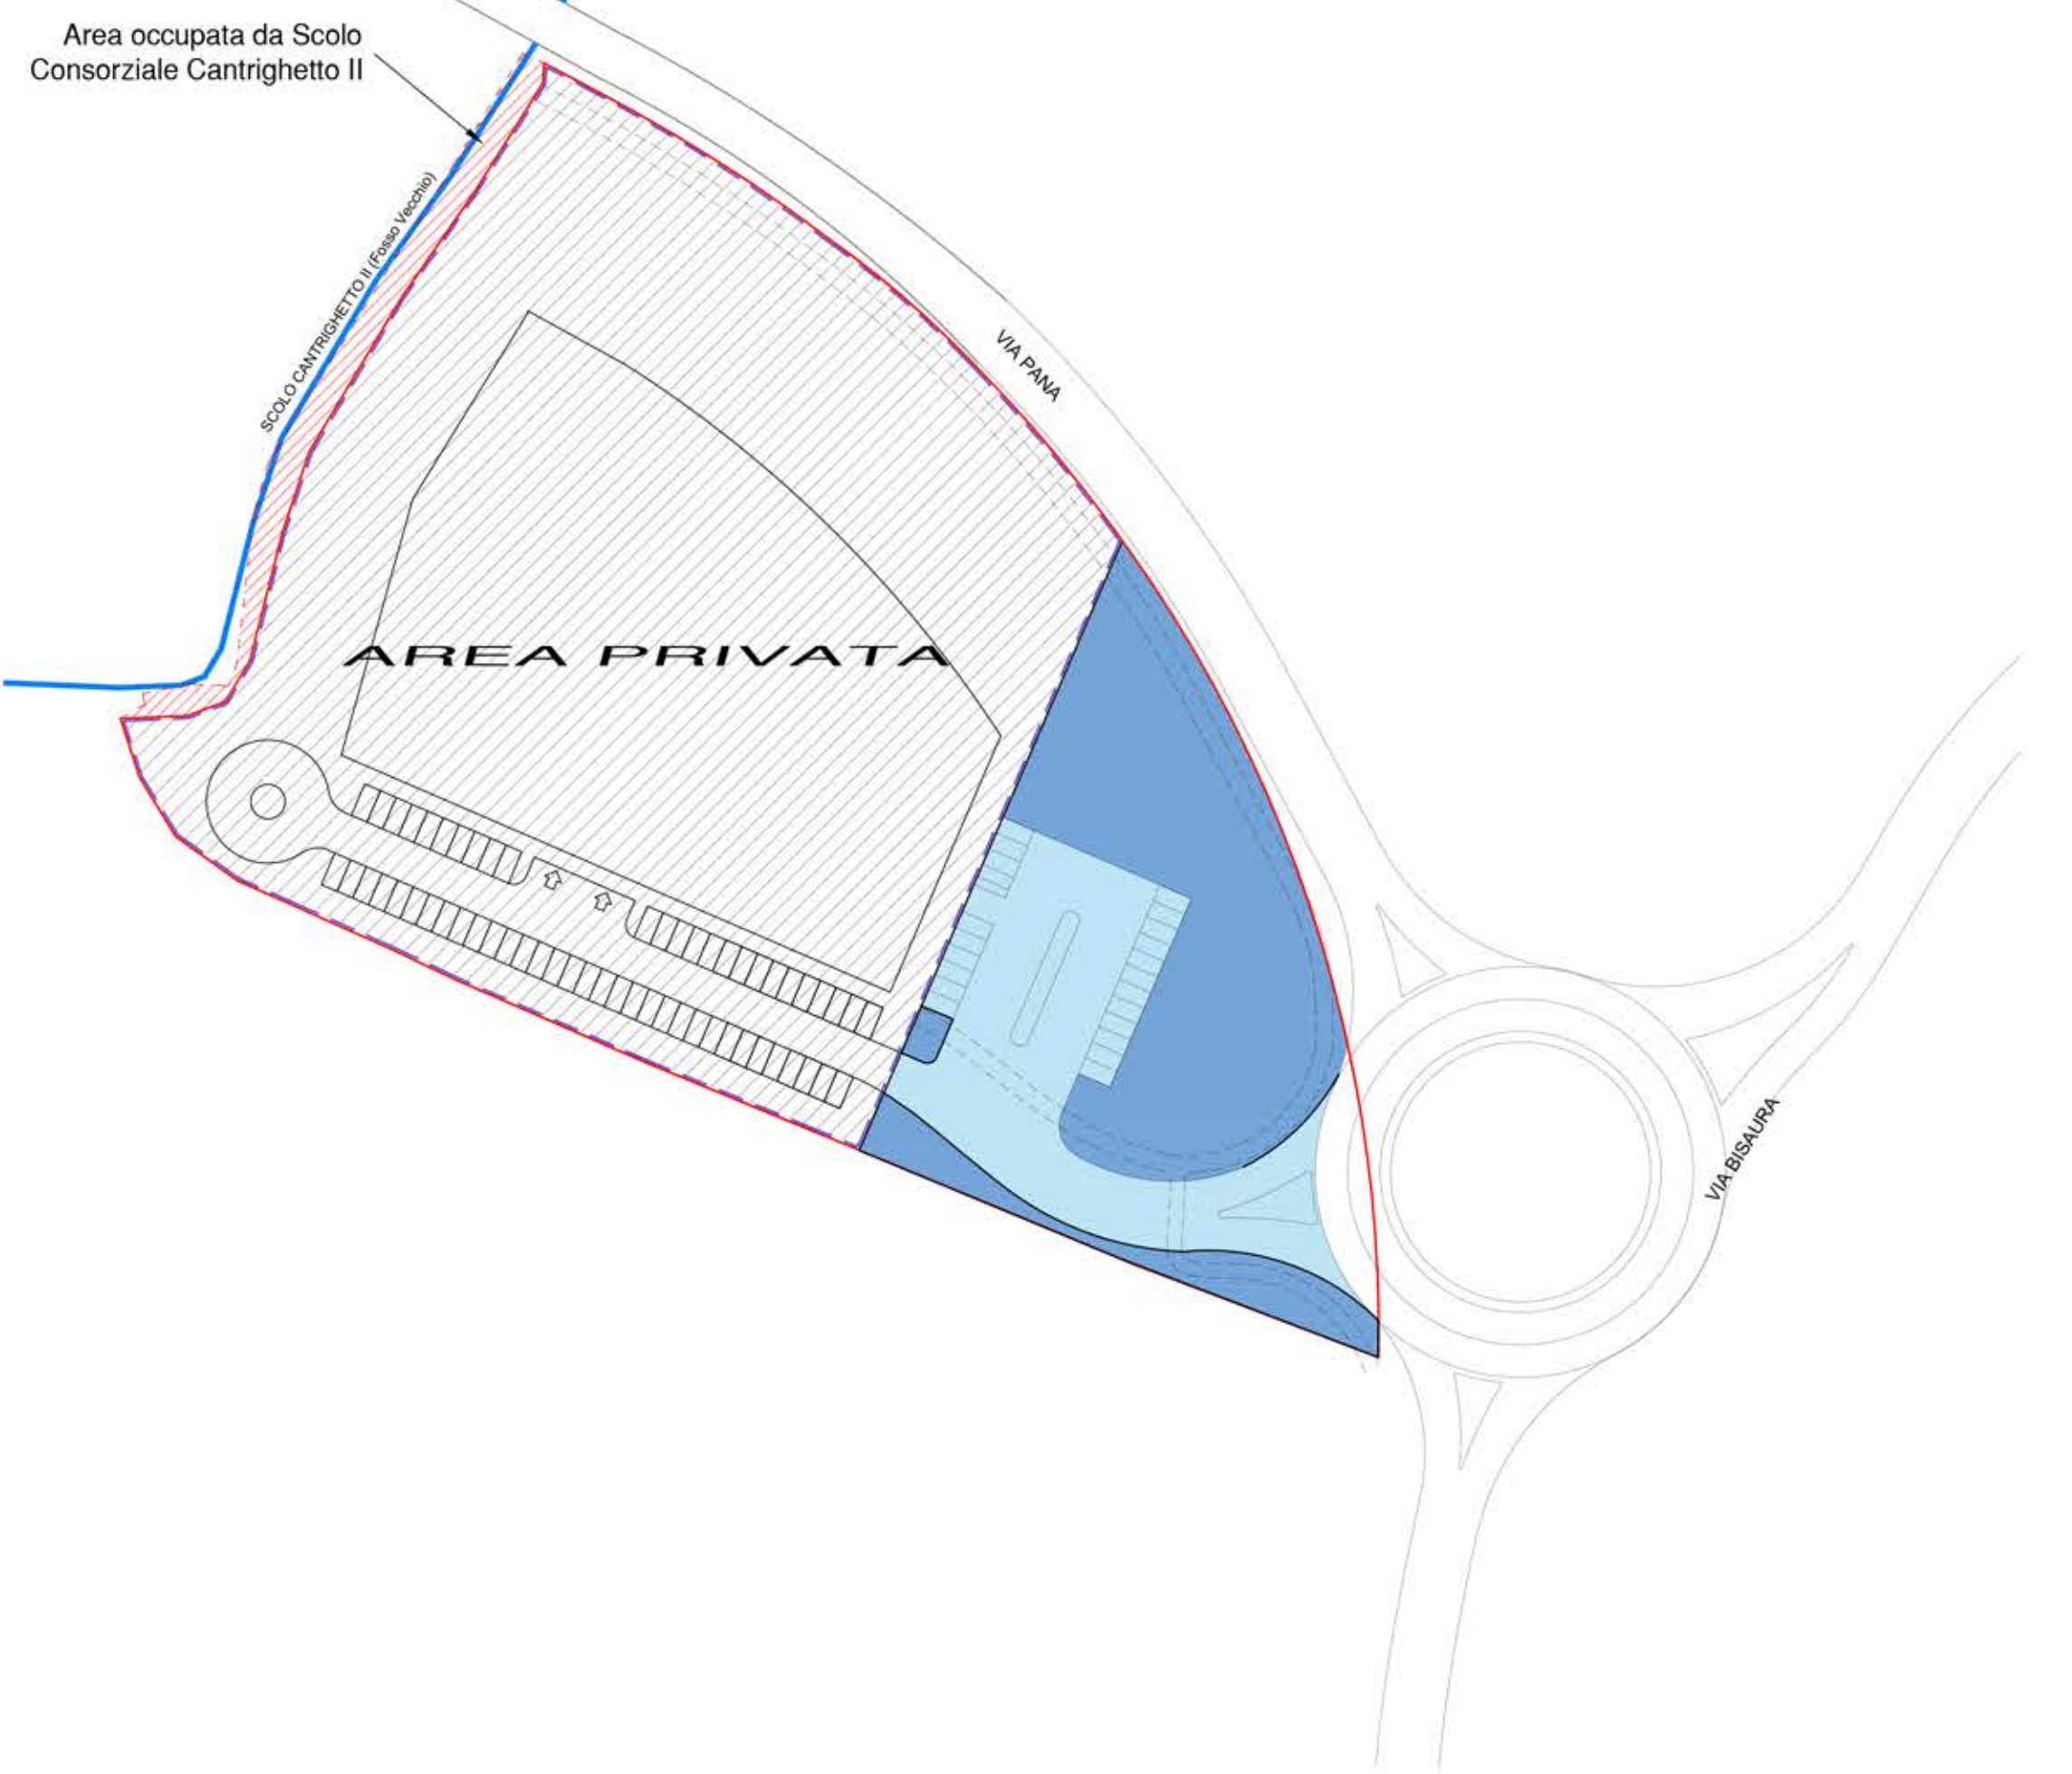 Area occupata da Scolo
Consorziale Cantrighetto II
SCOLO CANTRIGHETTO II (Fosso Vecchio)
VIA PANA
AREA PRIVATA
VIA BISAURA